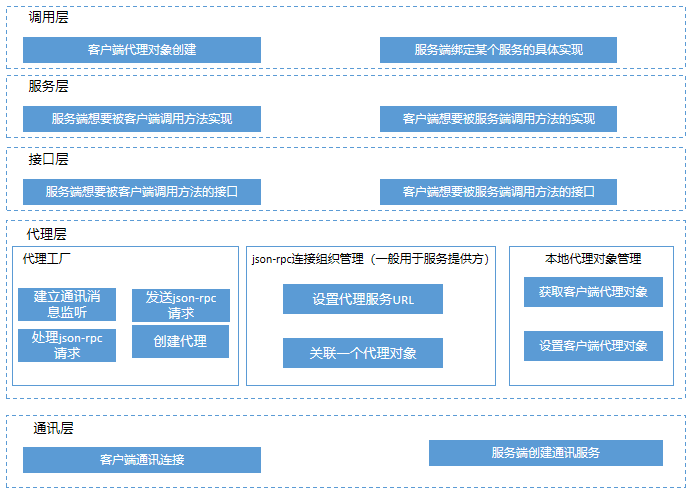 调用层
客户端代理对象创建
服务端绑定某个服务的具体实现
服务层
服务端想要被客户端调用方法实现
客户端想要被服务端调用方法的实现
接口层
服务端想要被客户端调用方法的接口
客户端想要被服务端调用方法的接口
代理层
代理工厂
建立通讯消
息监听
发送json-rpc
请求
处理json-rpc
请求
创建代理
json-rpc连接组织管理（一般用于服务提供方）
设置代理服务URL
关联一个代理对象
本地代理对象管理
获取客户端代理对象
设置客户端代理对象
通讯层
客户端通讯连接
服务端创建通讯服务